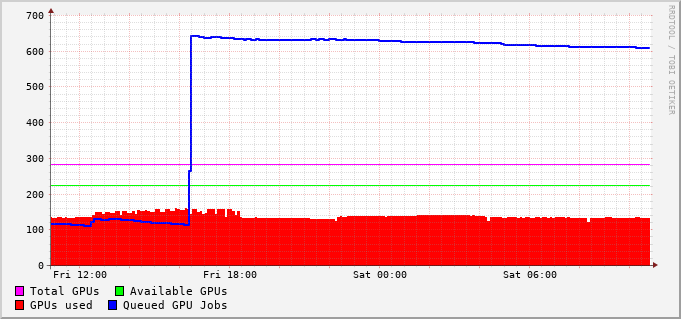 700
600
500
400
300
200
100
0
Fri 12:00 Fri 18:00 Sat 00:00 Sat 06:00
Total GPUs Available GPUs
GPUs used Queued GPU Jobs
RRDTOOL / TOBI OETIKER